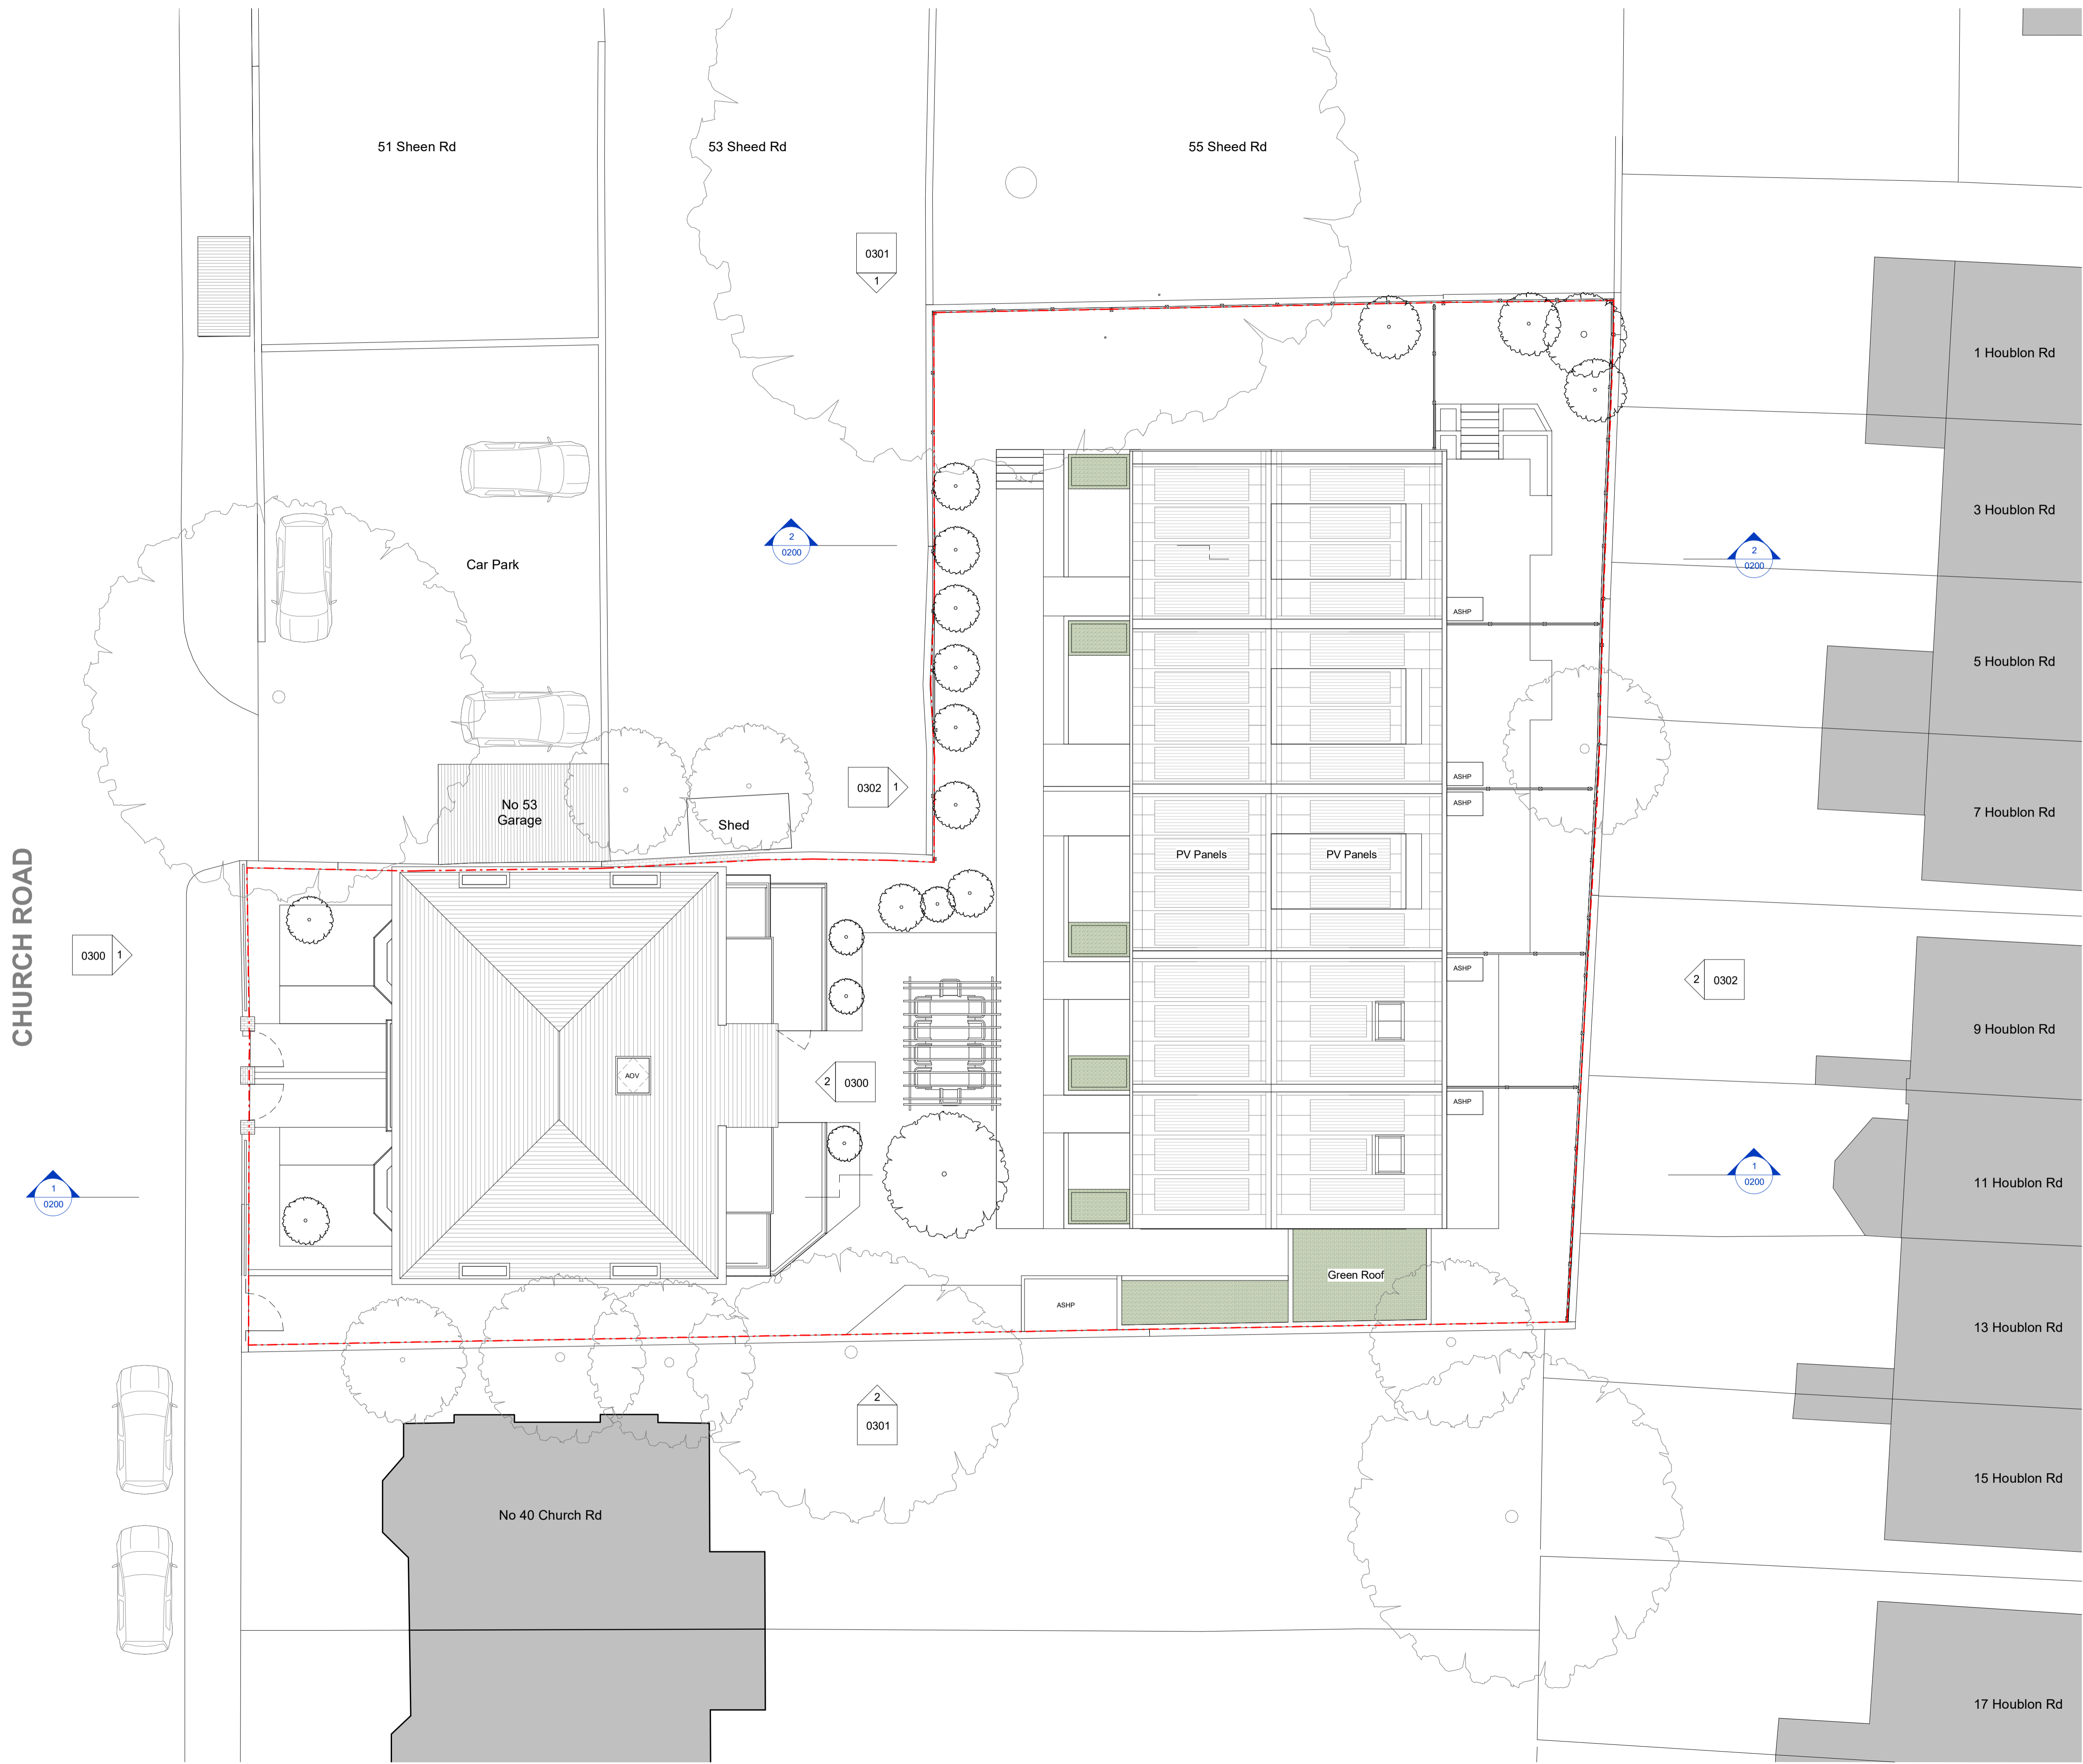 51 Sheen Rd
53 Sheed Rd
55 Sheed Rd
0301
1
1 Houblon Rd
3 Houblon Rd
2
0200
2
0200
Car Park
ASHP
5 Houblon Rd
ASHP
0302
1
ASHP
No 53
Garage
Shed
7 Houblon Rd
PV Panels
PV Panels
CHURCH ROAD
0300
1
ASHP
2
0302
9 Houblon Rd
AOV
2
0300
ASHP
1
0200
1
0200
11 Houblon Rd
Green Roof
ASHP
13 Houblon Rd
2
0301
15 Houblon Rd
No 40 Church Rd
17 Houblon Rd